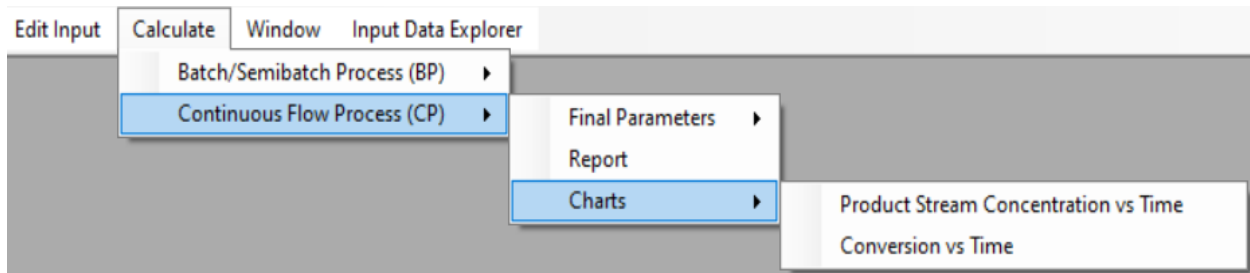 Edit Input Calculate Window Input Data Explorer
Batch/Semibatch Process (BP)
Continuous Flow Process (CP)
Final Parameters
Report
Charts
Product Stream Concentration vs Time
Conversion vs Time